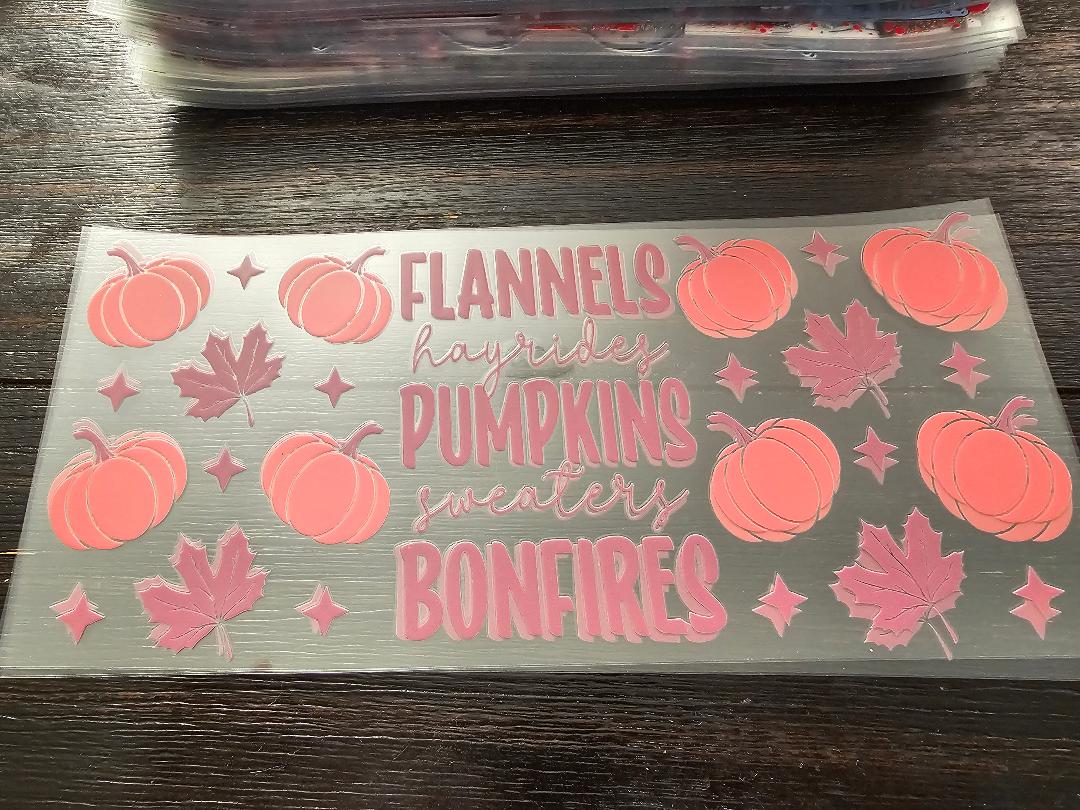 FLANNELS
hayrides
PUMPKINS
sweaters
BONFIRES